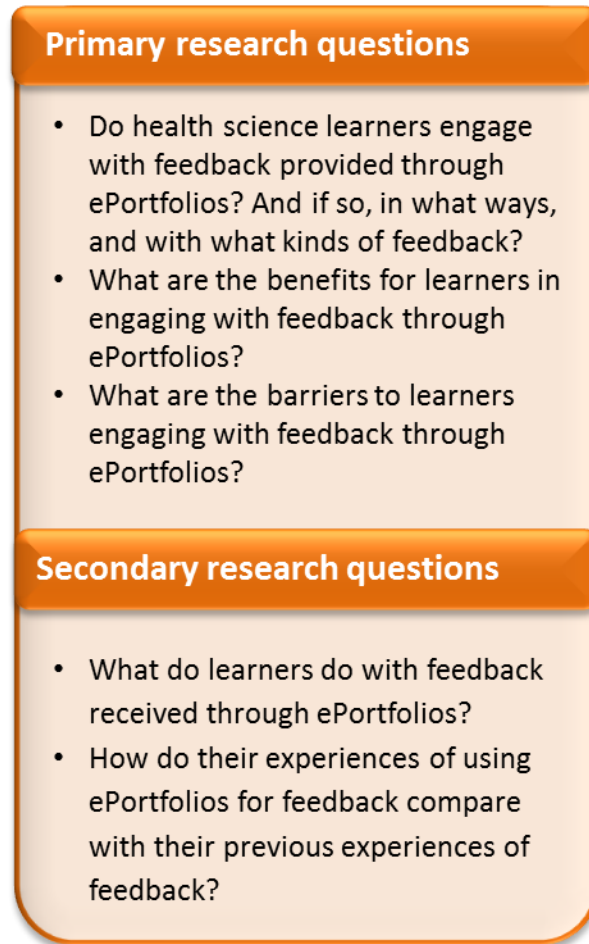 Primary research questions
• Do health science learners engage
with feedback provided through
ePortfolios? And if so, in what ways,
and with what kinds of feedback?
• What are the benefits for learners in
engaging with feedback through
ePortfolios?
• What are the barriers to learners
engaging with feedback through
ePortfolios?
Secondary research questions
• What do learners do with feedback
received through ePortfolios?
• How do their experiences of using
ePortfolios for feedback compare
with their previous experiences of
feedback?